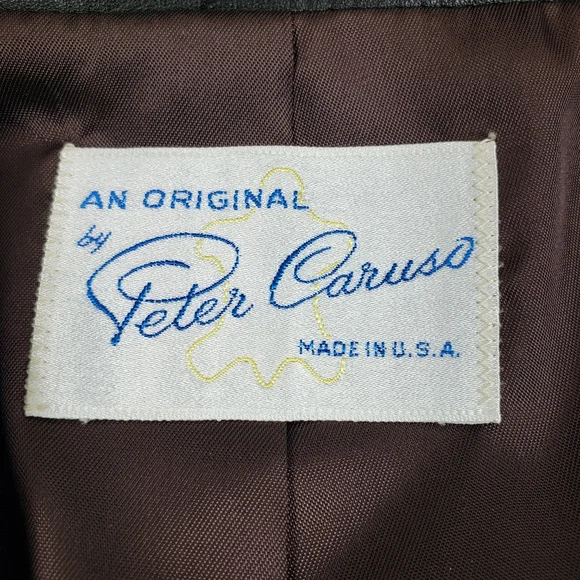 AN ORIGINAL
by
Peter Caruso
MADE IN U.S.A.